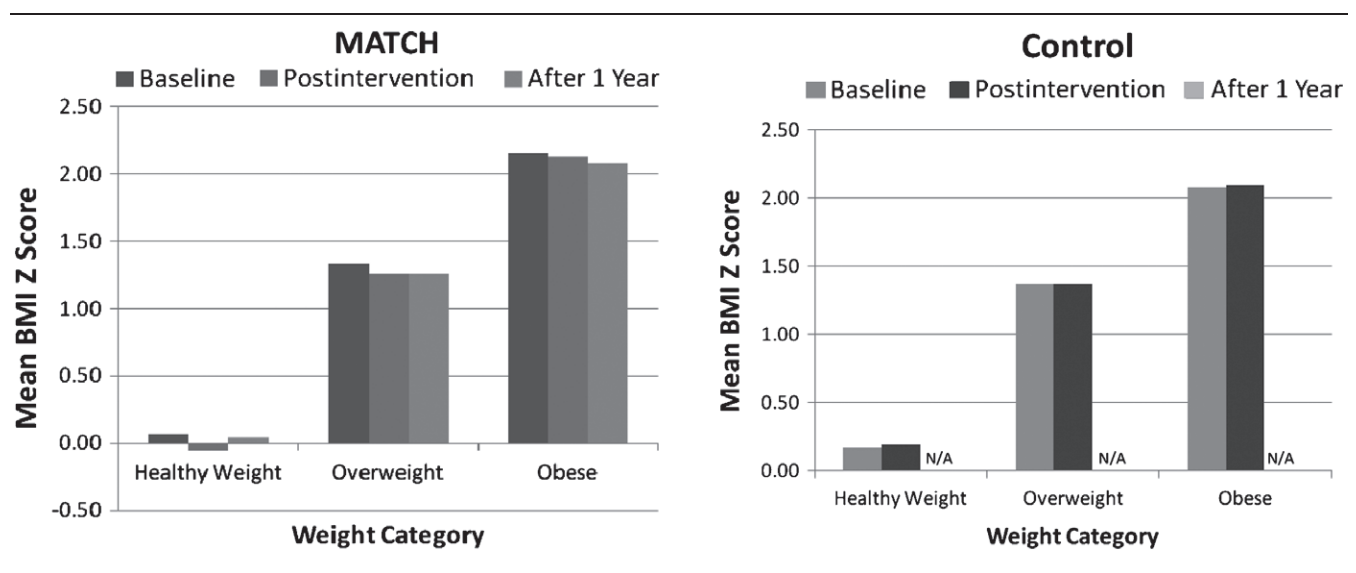 MATCH
Baseline Postintervention After 1 Year
2.50
2.00
1.50
1.00
0.50
0.00
-0.50
Mean BMI Z Score
Healthy Weight Overweight Obese
Weight Category
Control
Baseline Postintervention After 1 Year
2.50
2.00
1.50
1.00
0.50
0.00
Mean BMI Z Score
N/A N/A N/A
Healthy Weight Overweight Obese
Weight Category